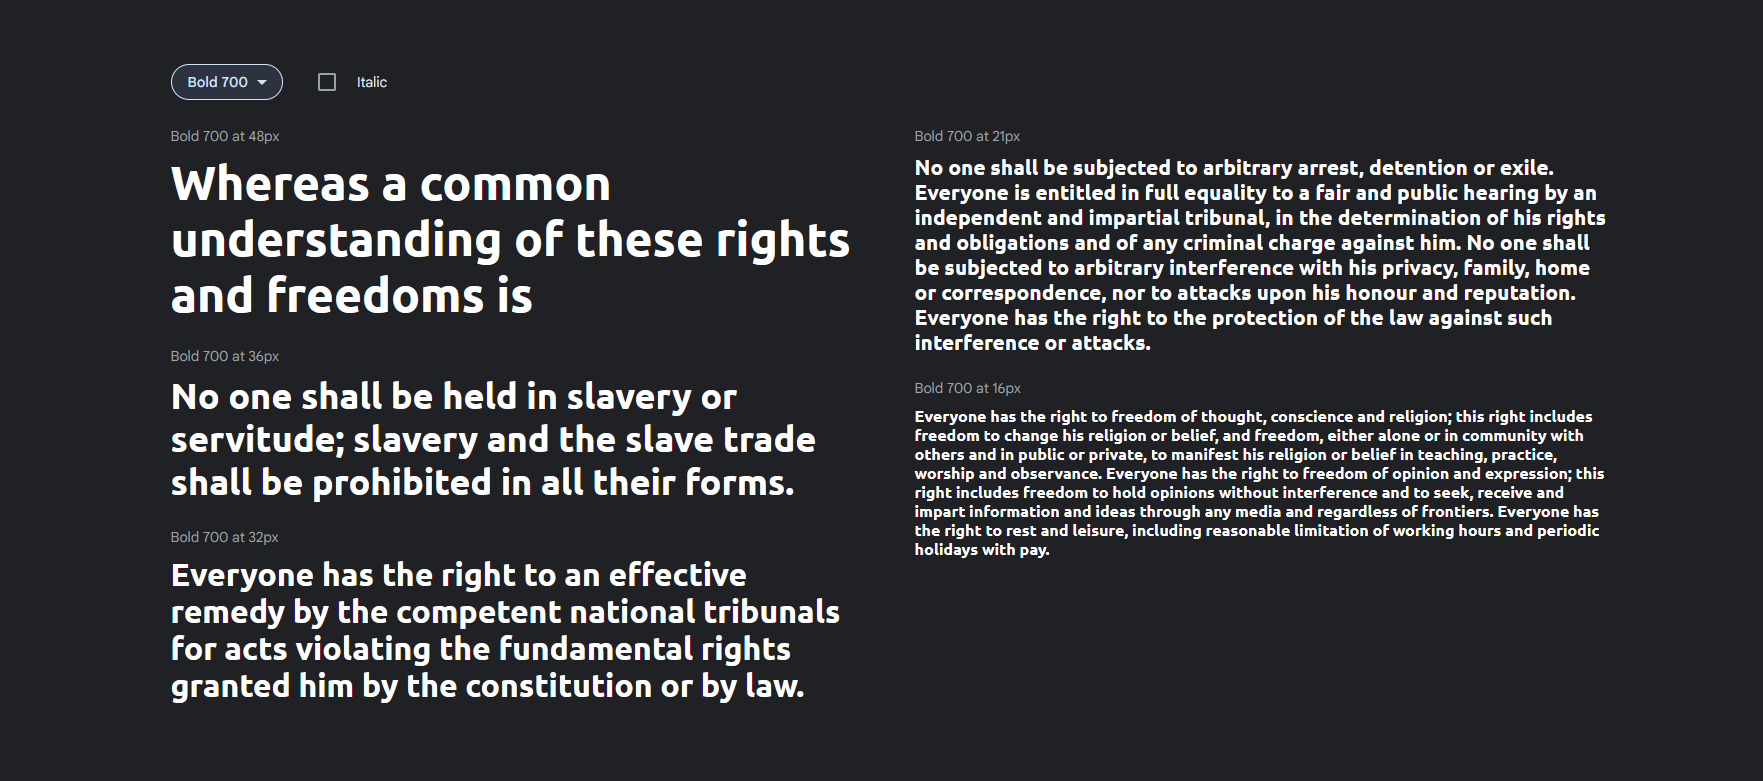 Bold 700
Italic
Bold 700 at 48px
Whereas a common
understanding of these rights
and freedoms is
Bold 700 at 36px
No one shall be held in slavery or
servitude; slavery and the slave trade
shall be prohibited in all their forms.
Bold 700 at 32px
Everyone has the right to an effective
remedy by the competent national tribunals
for acts violating the fundamental rights
granted him by the constitution or by law.
Bold 700 at 21px
No one shall be subjected to arbitrary arrest, detention or exile.
Everyone is entitled in full equality to a fair and public hearing by an
independent and impartial tribunal, in the determination of his rights
and obligations and of any criminal charge against him. No one shall
be subjected to arbitrary interference with his privacy, family, home
or correspondence, nor to attacks upon his honour and reputation.
Everyone has the right to the protection of the law against such
interference or attacks.
Bold 700 at 16px
Everyone has the right to freedom of thought, conscience and religion; this right includes
freedom to change his religion or belief, and freedom, either alone or in community with
others and in public or private, to manifest his religion or belief in teaching, practice,
worship and observance. Everyone has the right to freedom of opinion and expression; this
right includes freedom to hold opinions without interference and to seek, receive and
impart information and ideas through any media and regardless of frontiers. Everyone has
the right to rest and leisure, including reasonable limitation of working hours and periodic
holidays with pay.